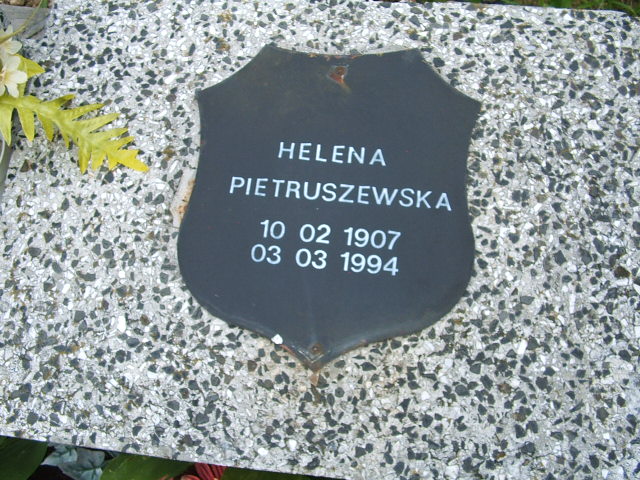 HELENA
PIETRUSZEWSKA
10 02 1907
03 03 1994